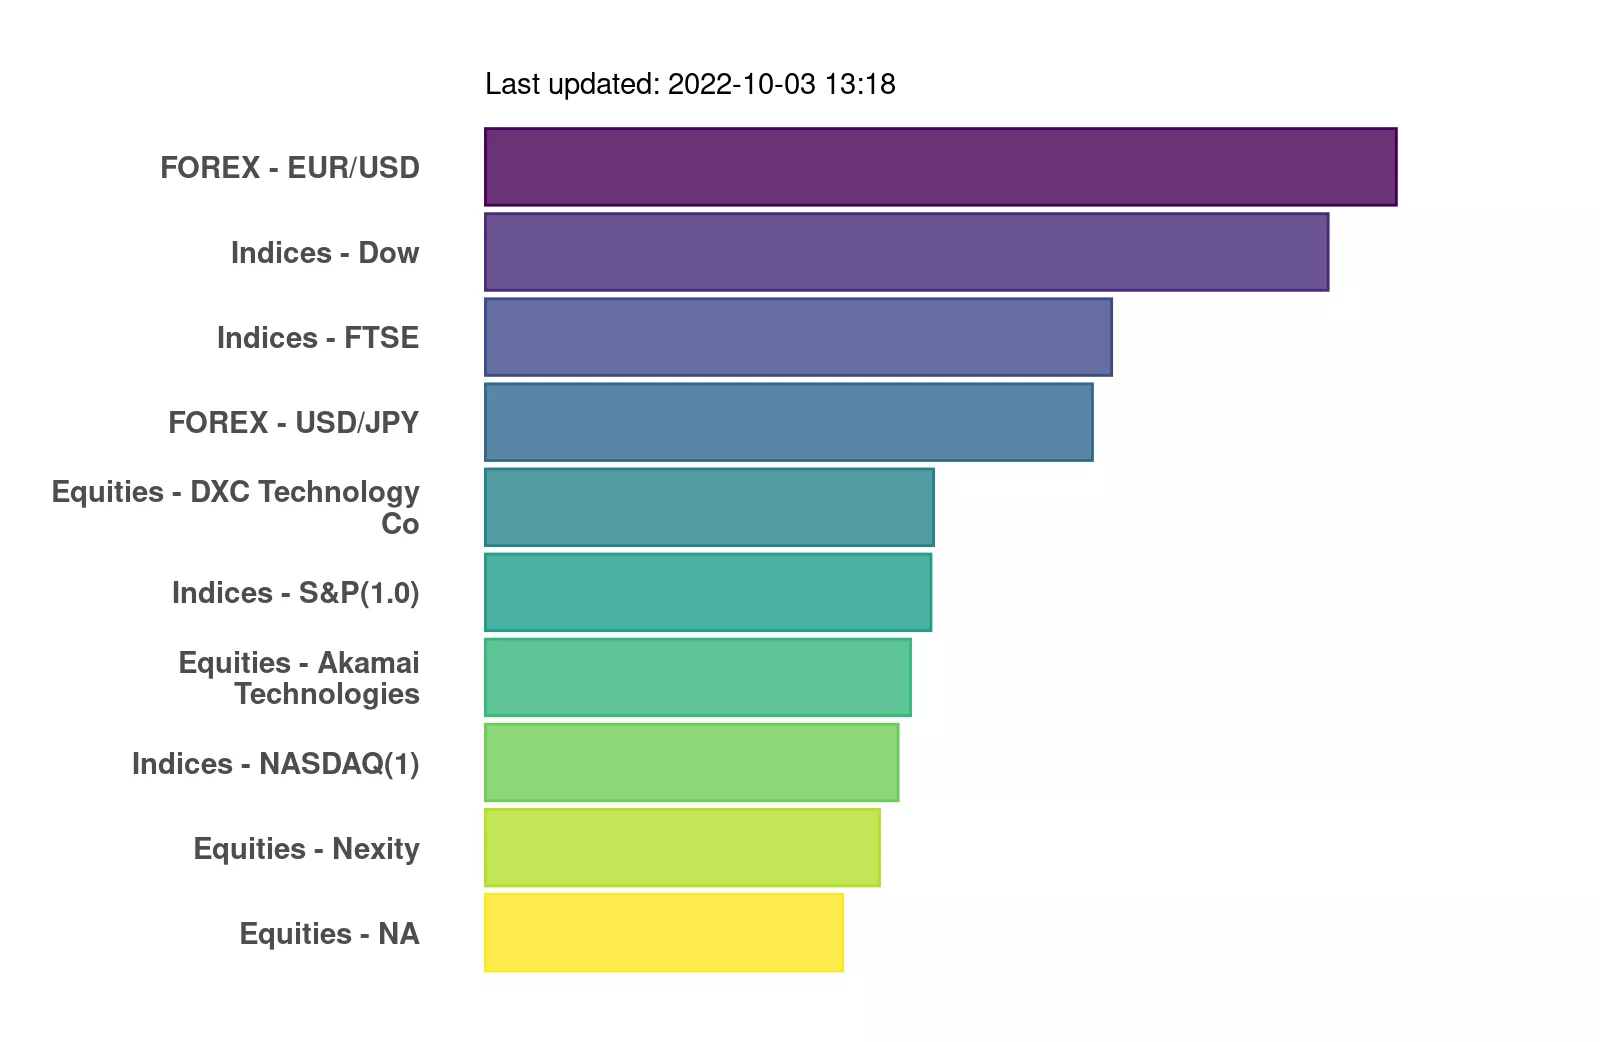 Last updated: 2022-10-03 13:18
FOREX - EUR/USD
Indices - Dow
Indices - FTSE
FOREX - USD/JPY
Equities - DXC Technology
Co
Indices - S&P(1.0)
Equities - Akamai
Technologies
Indices - NASDAQ(1)
Equities - Nexity
Equities - NA